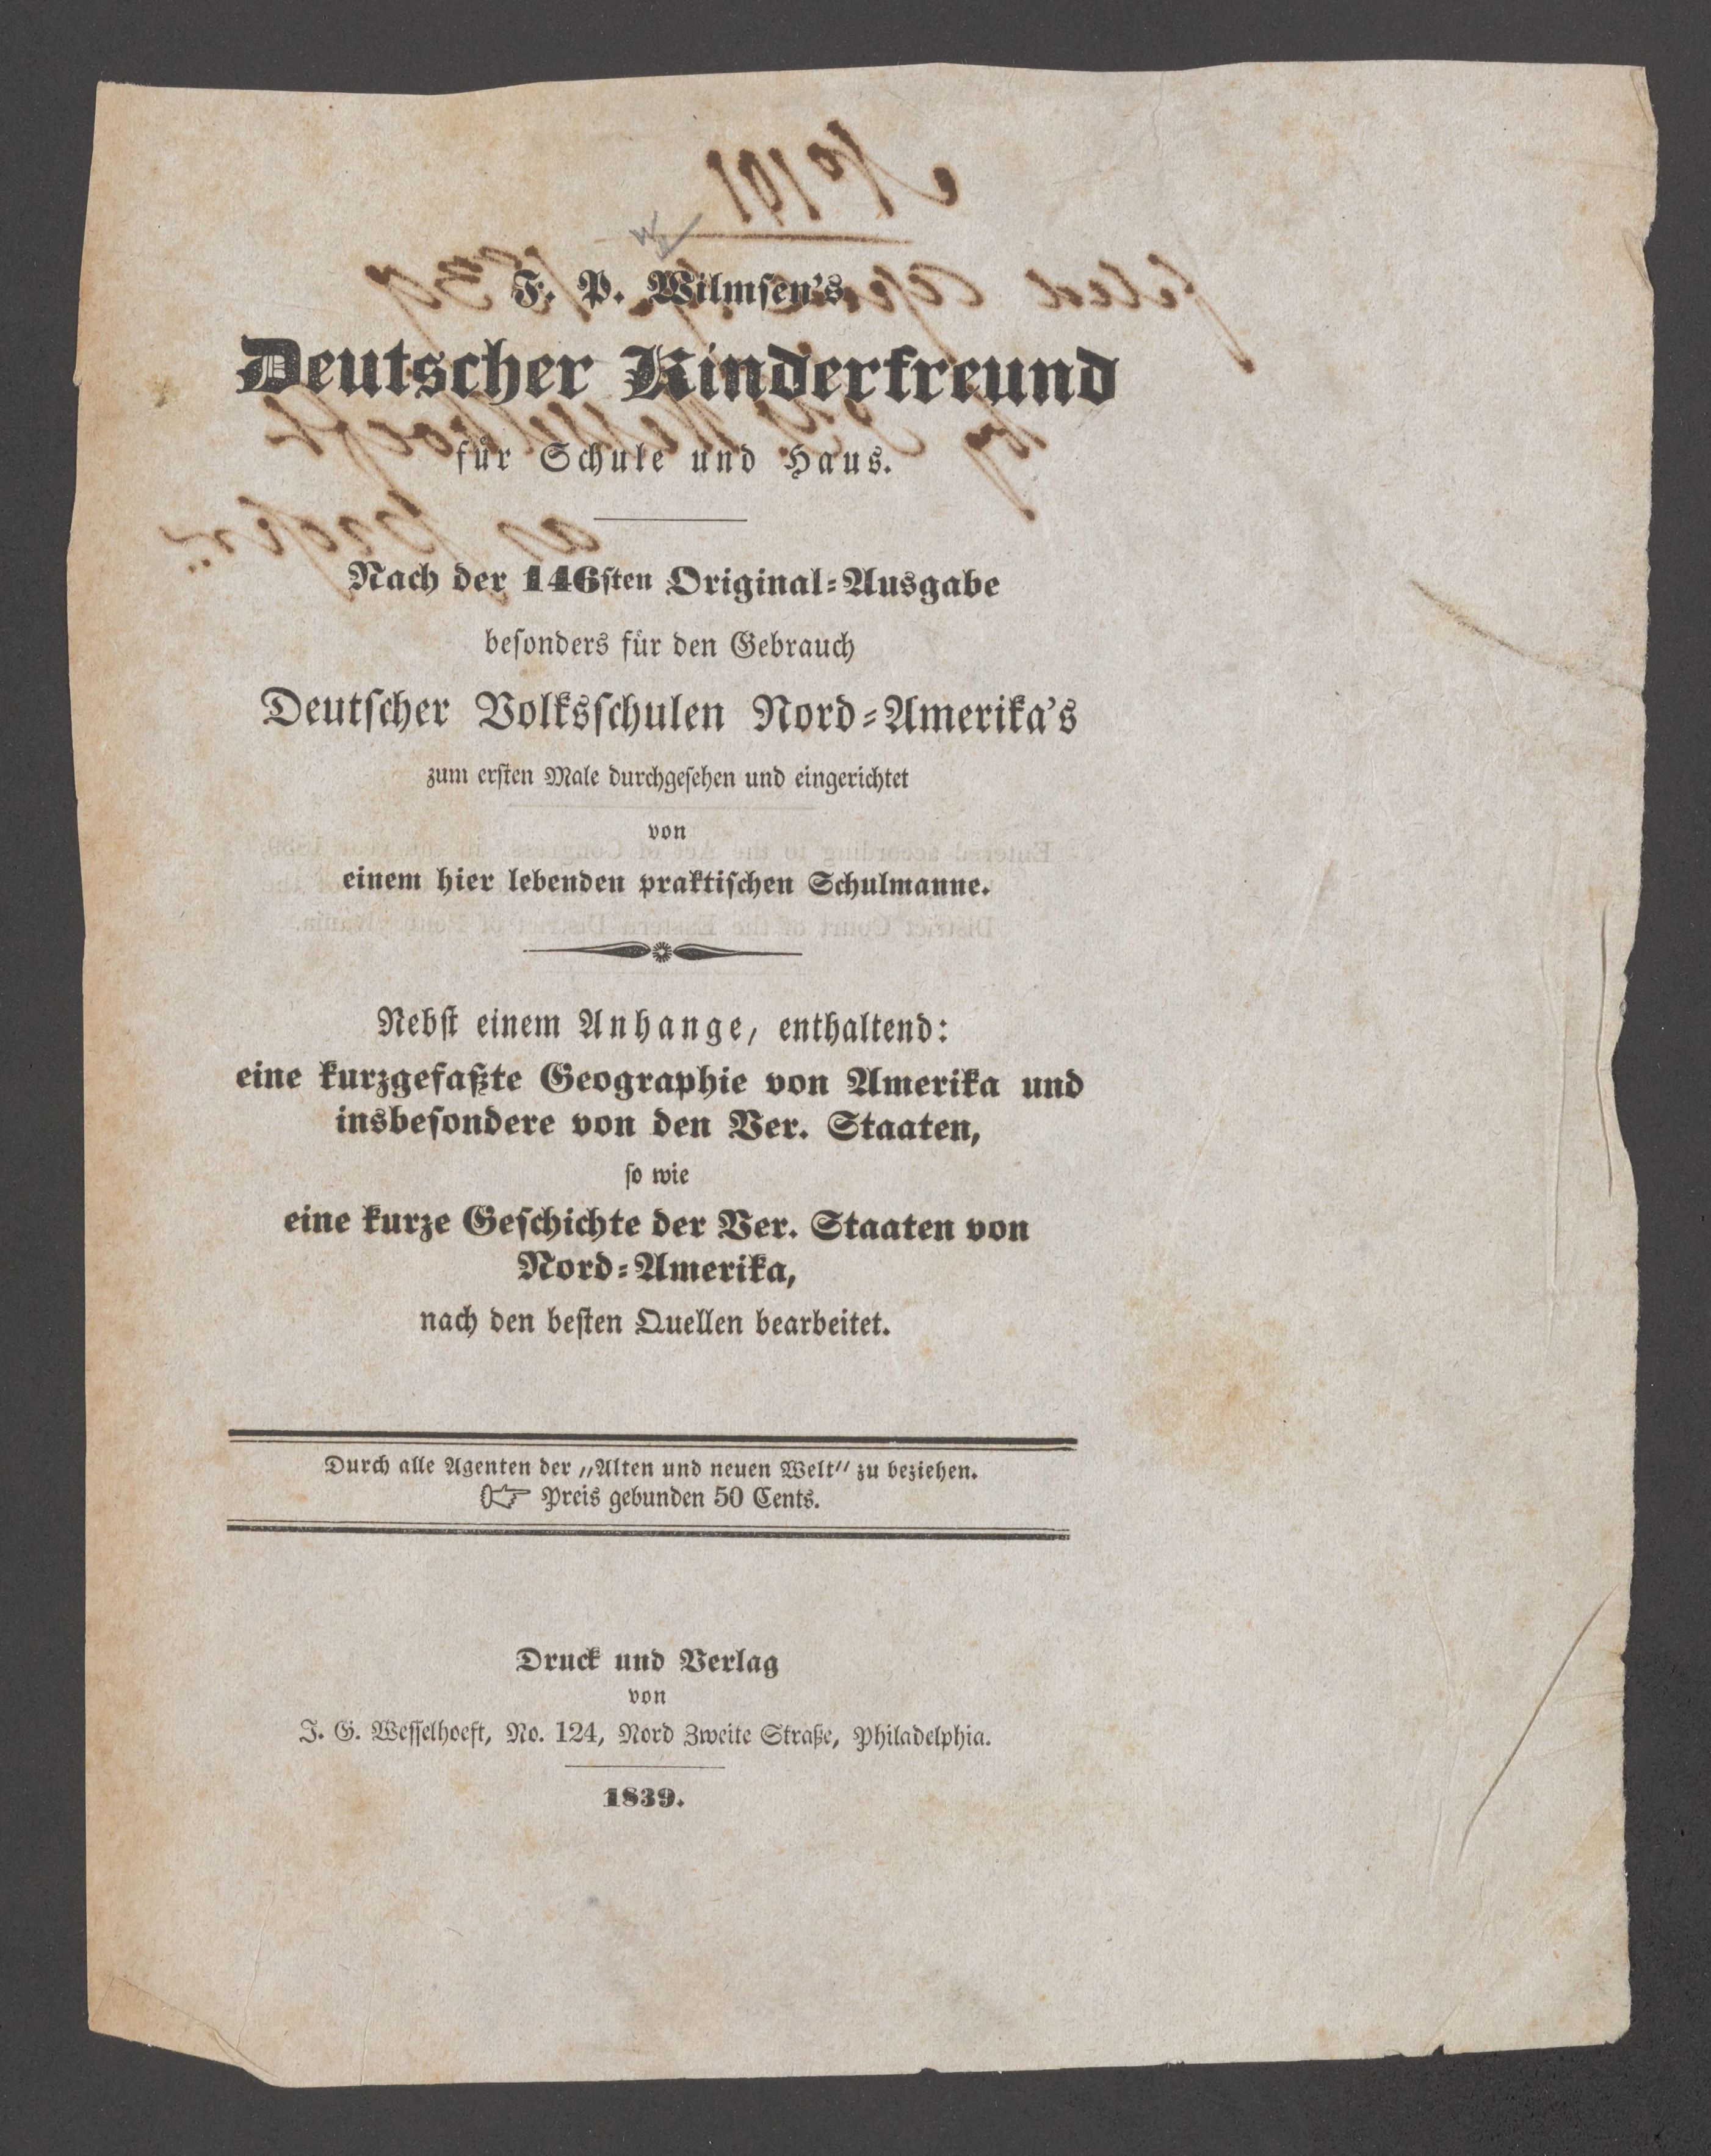 No 101
F. P. Wilmsen's
Deutscher Kinderfreund
für Schule und Haus.
Nach der 146sten Original-Ausgabe
besonders für den Gebrauch
Deutscher Volksschulen Nord-Amerika's
zum ersten Male durchgesehen und eingerichtet
von
einem hier lebenden praktischen Schulmanne.
Nebst einem Anhange, enthaltend:
eine kurzgefaßte Geographie von Amerika und
insbesondere von den Ver. Staaten,
so wie
eine kurze Geschichte der Ver. Staaten von
Nord-Amerika,
nach den besten Quellen bearbeitet.
Durch alle Agenten der „Alten und neuen Welt" zu beziehen.
☞ Preis gebunden 50 Cents.
Druck und Verlag
von
J. G. Wesselhoeft, No. 124, Nord Zweite Straße, Philadelphia.
1839.